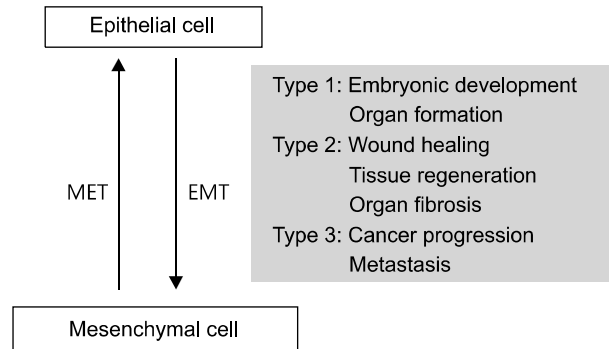 Epithelial cell
MET
EMT
Type 1: Embryonic development
Organ formation
Type 2: Wound healing
Tissue regeneration
Organ fibrosis
Type 3: Cancer progression
Metastasis
Mesenchymal cell